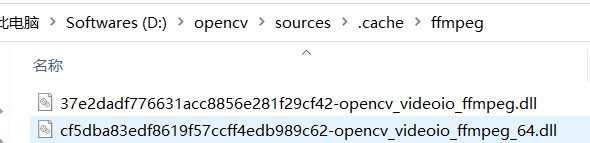 此电脑 > Softwares (D:) > opencv > sources > .cache > ffmpeg
名称
37e2dadf776631acc8856e281f29cf42-opencv_videoio_ffmpeg.dll
cf5dba83edf8619f57ccff4edb989c62-opencv_videoio_ffmpeg_64.dll